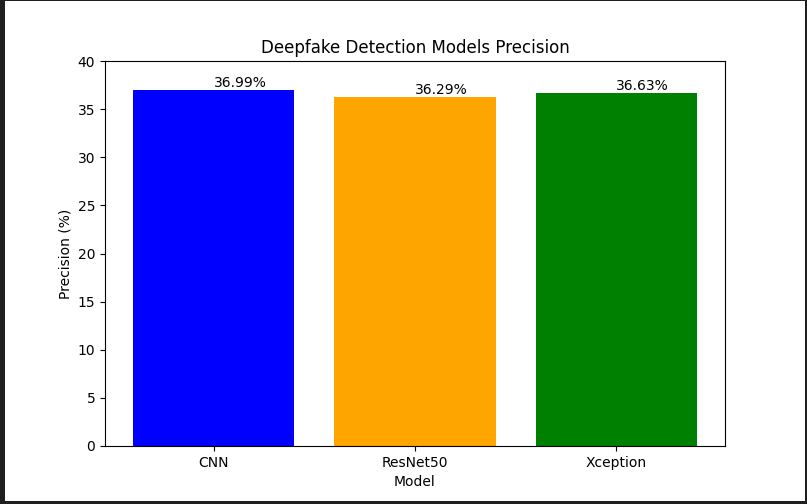 Deepfake Detection Models Precision
40
35
30
25
20
15
10
5
0
Precision (%)
36.99%
36.29%
36.63%
CNN
ResNet50
Xception
Model